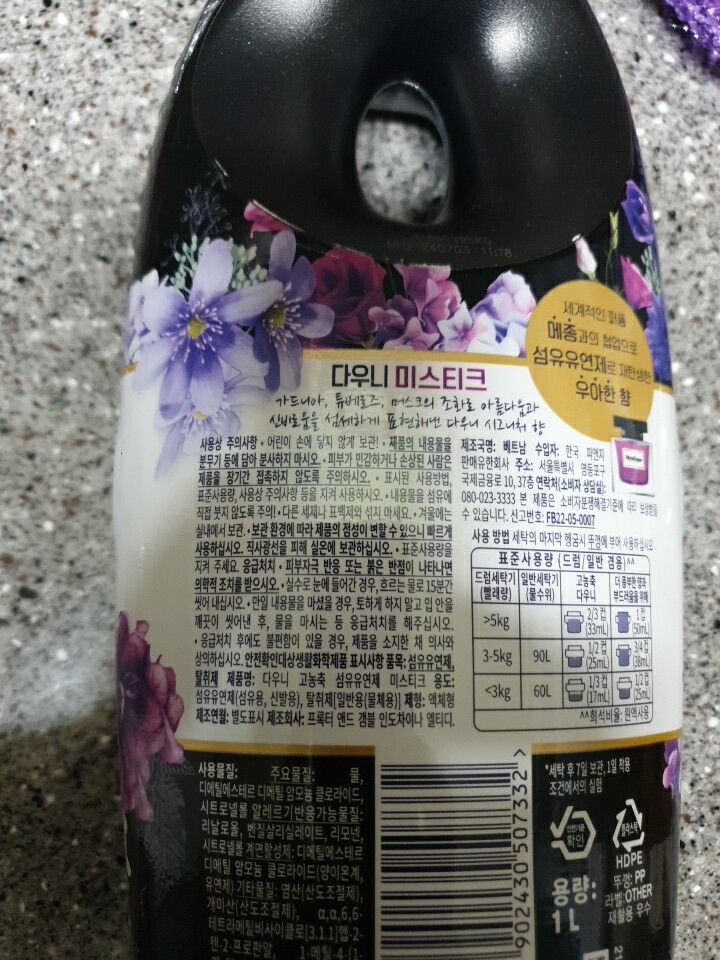 MFG 240703 11:18
세계적인 퍼퓸
메종과의 협업으로
섬유유연제로 재탄생한
우아한 향
다우니 미스티크
가드니아, 튜베로즈, 머스크의 조화로 아름다움과
신비로움을 섬세하게 표현해낸 다우니 시그니처 향
사용상 주의사항 • 어린이 손에 닿지 않게 보관! • 제품의 내용물을
분무기 등에 담아 분사하지 마시오. • 피부가 민감하거나 손상된 사람은
제품을 장기간 접촉하지 않도록 주의하시오. • 표시된 사용방법,
표준사용량, 사용상 주의사항 등을 지켜 사용하시오. • 내용물을 섬유에
직접 붓지 않도록 주의! • 다른 세제나 표백제와 섞지 마시오. • 겨울에는
실내에서 보관. • 보관 환경에 따라 제품의 점성이 변할 수 있으니 빠르게
사용하십시오. 직사광선을 피해 실온에 보관하십시오. • 표준사용량을
지켜 주세요. 응급처치 • 피부자극 반응 또는 붉은 반점이 나타나면
의학적 조치를 받으시오. • 실수로 눈에 들어간 경우, 흐르는 물로 15분간
씻어 내십시오. • 만일 내용물을 마셨을 경우, 토하게 하지 말고 입 안을
깨끗이 씻어낸 후, 물을 마시는 등 응급처치를 해주십시오.
• 응급처치 후에도 불편함이 있을 경우, 제품을 소지한 채 의사와
상의하십시오. 안전확인대상생활화학제품 표시사항 품목: 섬유유연제,
탈취제 제품명: 다우니 고농축 섬유유연제 미스티크 용도:
섬유유연제(섬유용, 신발용), 탈취제[일반용(물체용)] 제형: 액체형
제조연월: 별도표시 제조회사: 프록터 앤드 갬블 인도차이나 엘티디.
제조국명: 베트남 수입자: 한국 피앤지
판매유한회사 주소: 서울특별시 영등포구
국제금융로 10, 37층 연락처(소비자 상담실):
080-023-3333 본 제품은 소비자분쟁해결기준에 따라 보상받을
수 있습니다. 신고번호: FB22-05-0007
사용 방법 세탁의 마지막 헹굼시 뚜껑에 부어 사용하십시오
표준사용량 (드럼/일반 겸용)^^
드럼세탁기 (빨래량) 일반세탁기 (물수위) 고농축 다우니 더 풍부한 향과 부드러움을 위해
>5kg 2/3 컵 (33mL) 1 컵 (50mL)
3-5kg 90L 1/2 컵 (25mL) 3/4 컵 (38mL)
<3kg 60L 1/3 컵 (17mL) 1/2 컵 (25mL)
^^희석비율: 원액사용
사용물질: 주요물질: 물,
디에틸에스테르 디메틸 암모늄 클로라이드,
시트로넬롤 알레르기반응가능물질:
리날로올, 벤질살리실레이트, 리모넨,
시트로넬롤 계면활성제: 디에틸에스테르
디메틸 암모늄 클로라이드(양이온계,
유연제) 기타물질: 염산(산도조절제),
개미산(산도조절제), α,α,6,6-
테트라메틸비사이클로[3.1.1]헵-2-
텐-2-프로판알, 1-메틸-4-(1-
902430 507332 >
*세탁 후 7일 보관, 1일 착용
조건에서의 실험
안전기준
확인
플라스틱
HDPE
뚜껑: PP
라벨: OTHER
재활용 우수
용량:
1L